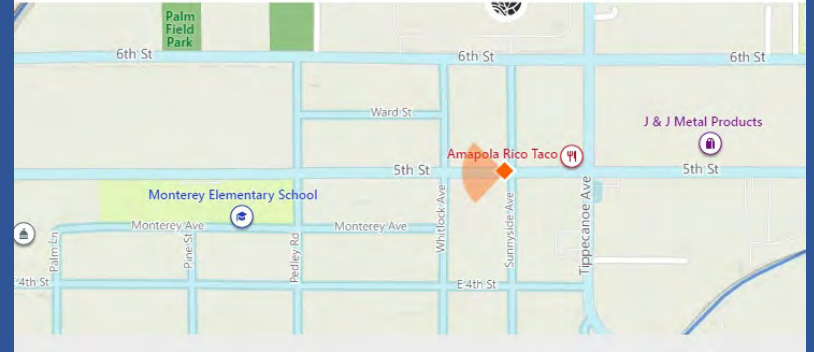 Palm
Field
Park
6th St
6th St
6th St
Ward St
J & J Metal Products
Amapola Rico Taco
5th St
5th St
Monterey Elementary School
Monterey Ave
Monterey Ave
Palm Ln
Pine St
Pedley Rd
Whitlock Ave
Sunnyside Ave
Tippecanoe Ave
4th St
E 4th St